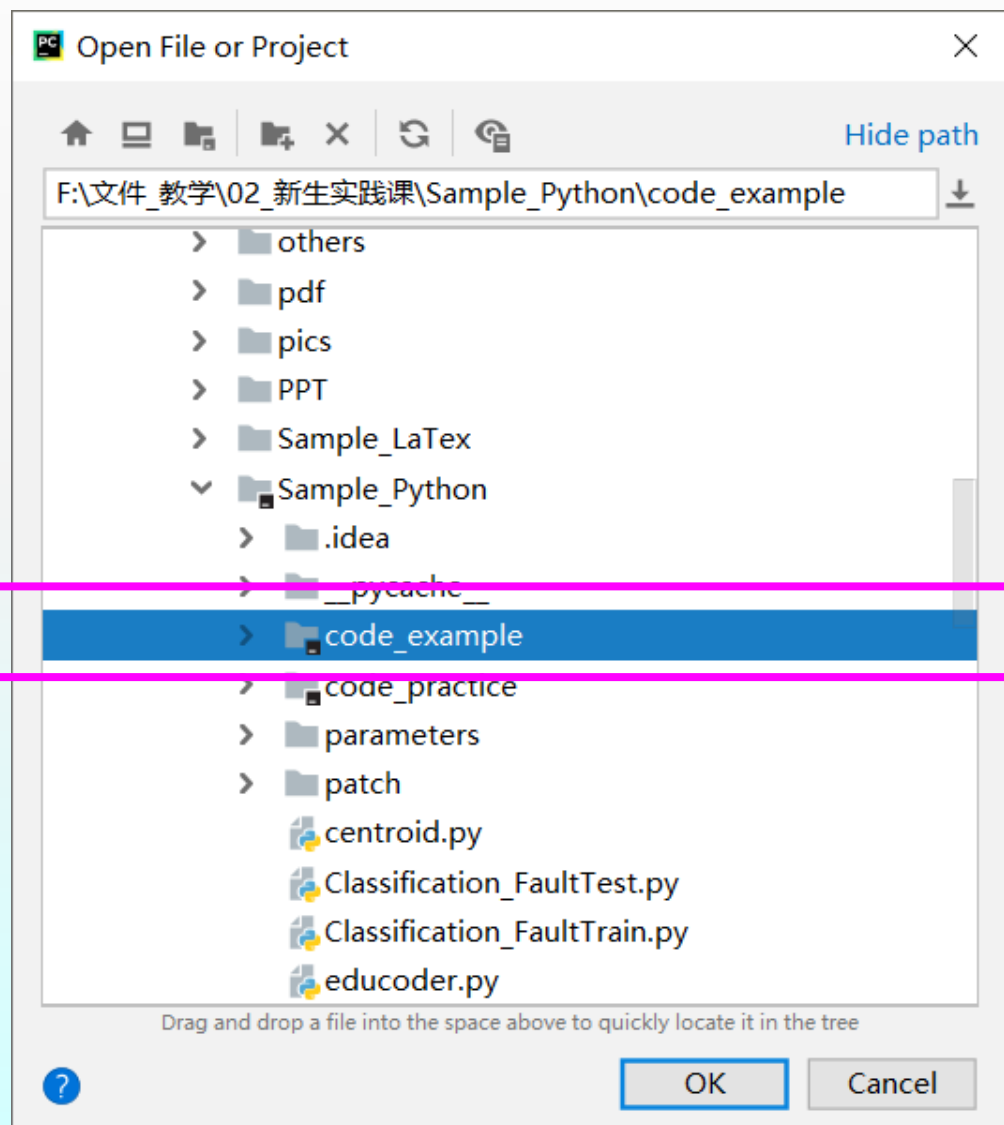 PC Open File or Project
Hide path
F:\文件_教学\02_新生实践课\Sample_Python\code_example
others
pdf
pics
PPT
Sample_LaTex
Sample_Python
.idea
__pycache__
code_example
code_practice
parameters
patch
centroid.py
Classification_FaultTest.py
Classification_FaultTrain.py
educoder.py
Drag and drop a file into the space above to quickly locate it in the tree
? OK Cancel